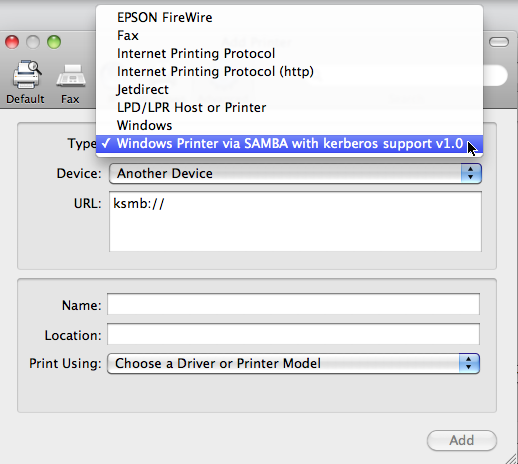 EPSON FireWire
Fax
Internet Printing Protocol
Internet Printing Protocol (http)
Jetdirect
LPD/LPR Host or Printer
Windows
✓ Windows Printer via SAMBA with kerberos support v1.0
Default
Fax
Type
Device: Another Device
URL: ksmb://
Name:
Location:
Print Using: Choose a Driver or Printer Model
Add